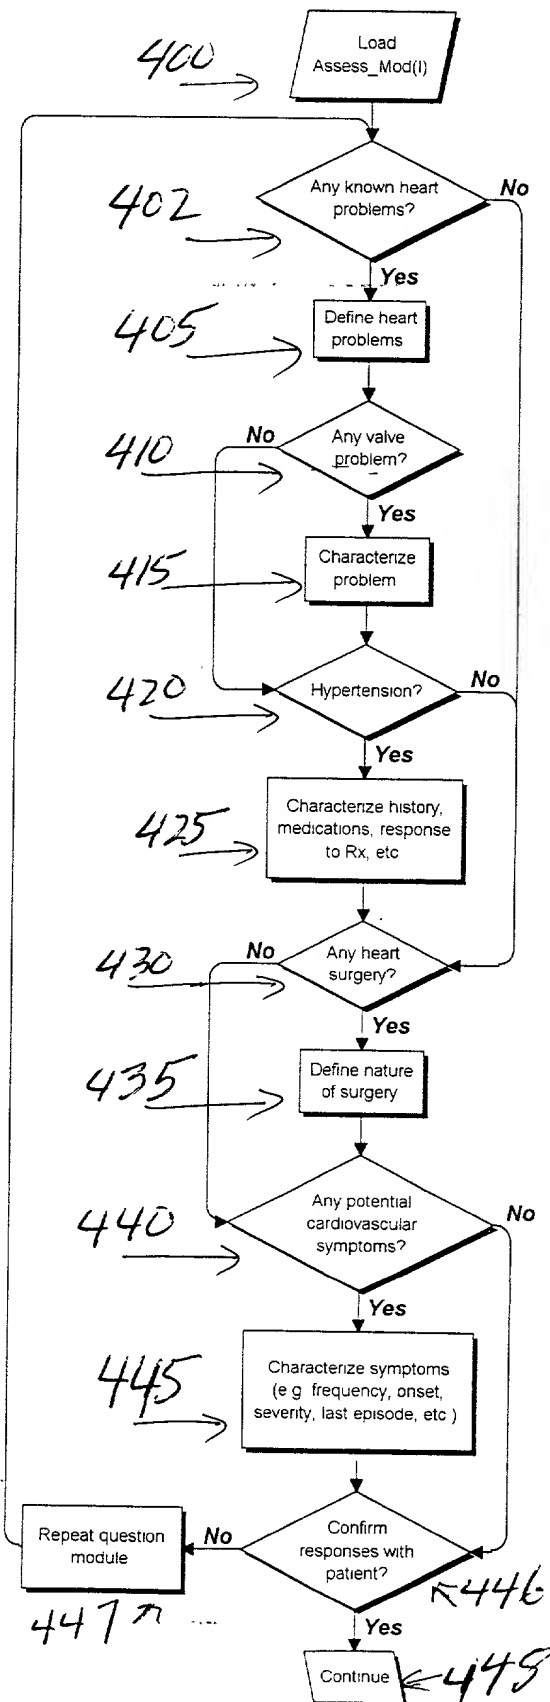 400
Load
Assess_Mod(I)
402
Any known heart
problems?
No
Yes
405
Define heart
problems
410
No
Any valve
problem?
Yes
415
Characterize
problem
420
Hypertension?
No
Yes
425
Characterize history,
medications, response
to Rx, etc
430
No
Any heart
surgery?
Yes
435
Define nature
of surgery
440
Any potential
cardiovascular
symptoms?
No
Yes
445
Characterize symptoms
(e g frequency, onset,
severity, last episode, etc )
Repeat question
module
No
Confirm
responses with
patient?
446
447
Yes
Continue
448